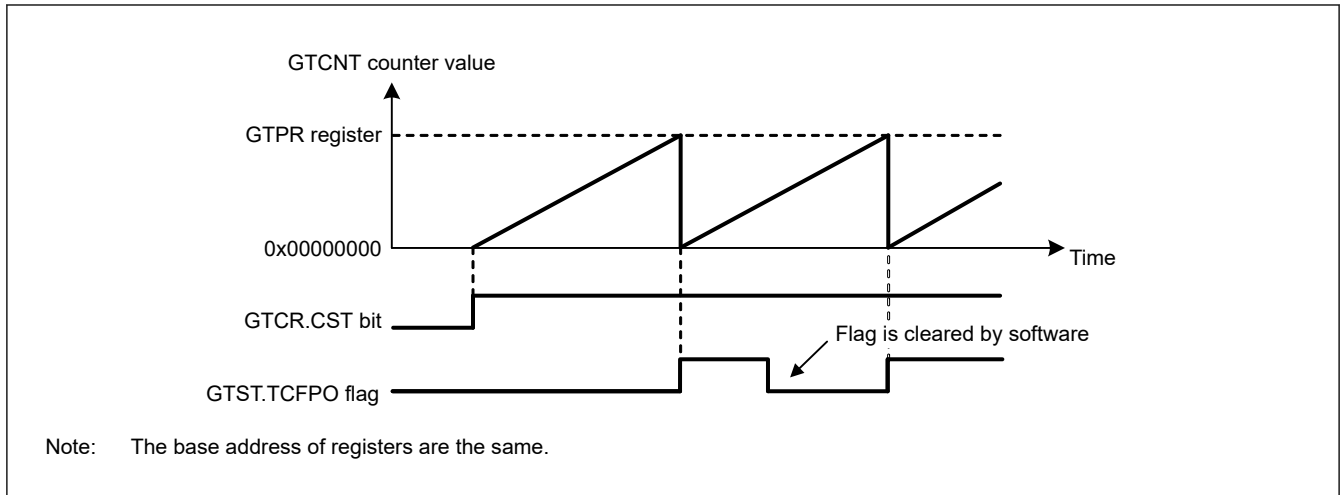 GTCNT counter value
GTPR register
0x00000000
Time
GTCR.CST bit
Flag is cleared by software
GTST.TCFPO flag
Note: The base address of registers are the same.